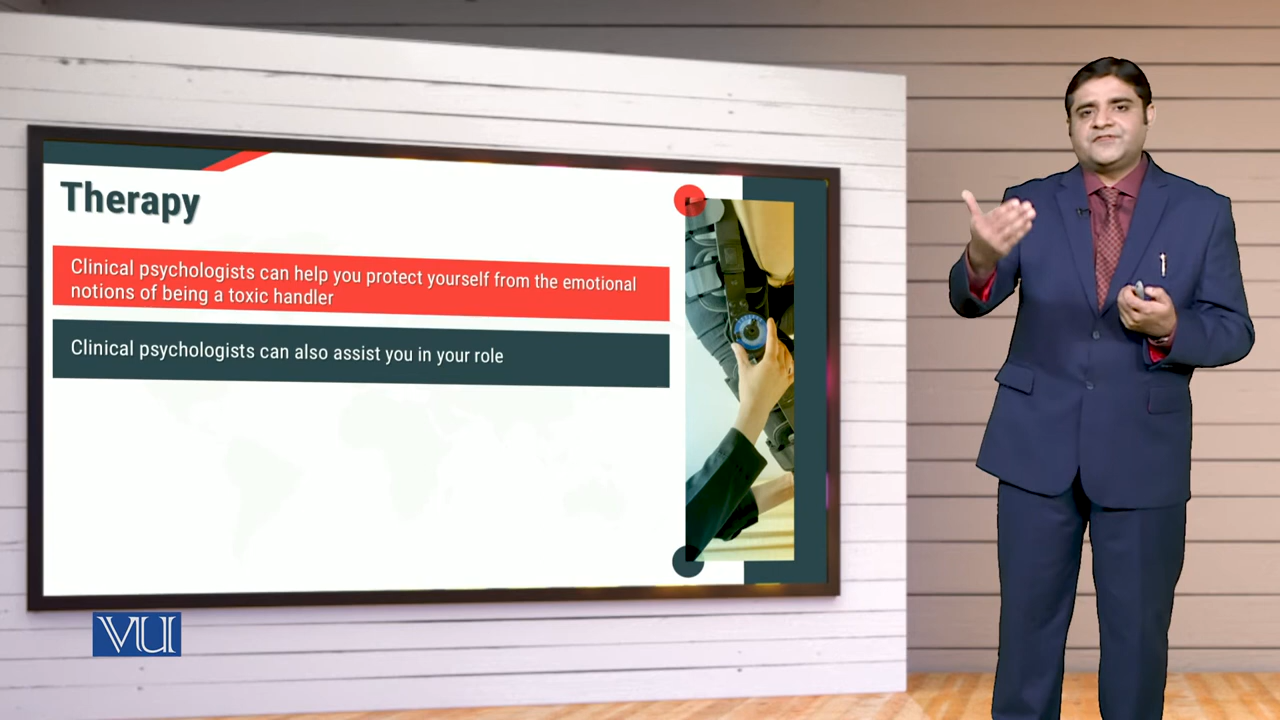 Therapy
Clinical psychologists can help you protect yourself from the emotional
notions of being a toxic handler
Clinical psychologists can also assist you in your role
VU